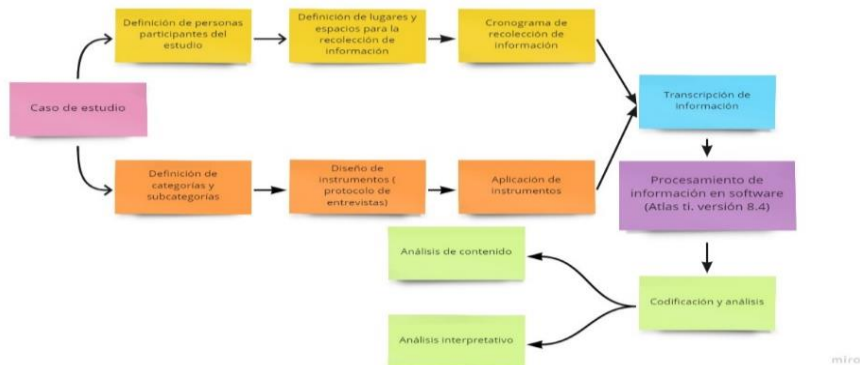 Definición de personas
participantes del
estudio
Definición de lugares y
espacios para la
recolección de
información
Cronograma de
recolección de
información
Caso de estudio
Transcripción de
información
Definición de
categorías y
subcategorías
Diseño de
instrumentos (
protocolo de
entrevistas)
Aplicación de
instrumentos
Procesamiento de
información en software
(Atlas ti. versión 8.4)
Análisis de contenido
Codificación y análisis
Análisis interpretativo
miro